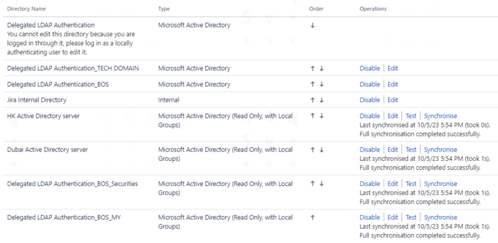 Directory Name Type Order Operations
Delegated LDAP Authentication Microsoft Active Directory ↓
You cannot edit this directory because you are
logged in through it, please log in as a locally
authenticating user to edit it.
Delegated LDAP Authentication_TECH DOMAIN Microsoft Active Directory ↑ ↓ Disable | Edit
Delegated LDAP Authentication_BOS Microsoft Active Directory ↑ ↓ Disable | Edit
Jira Internal Directory Internal ↑ ↓ Disable | Edit
HK Active Directory server Microsoft Active Directory (Read Only, with Local ↑ ↓ Disable | Edit | Test | Synchronise
Groups) Last synchronised at 10/5/23 5:54 PM (took 0s).
Full synchronisation completed successfully.
Dubai Active Directory server Microsoft Active Directory (Read Only, with Local ↑ ↓ Disable | Edit | Test | Synchronise
Groups) Last synchronised at 10/5/23 5:54 PM (took 1s).
Full synchronisation completed successfully.
Delegated LDAP Authentication_BOS_Securities Microsoft Active Directory (Read Only, with Local ↑ ↓ Disable | Edit | Test | Synchronise
Groups) Last synchronised at 10/5/23 5:54 PM (took 1s).
Full synchronisation completed successfully.
Delegated LDAP Authentication_BOS_MY Microsoft Active Directory (Read Only, with Local ↑ Disable | Edit | Test | Synchronise
Groups) Last synchronised at 10/5/23 5:54 PM (took 1s).
Full synchronisation completed successfully.